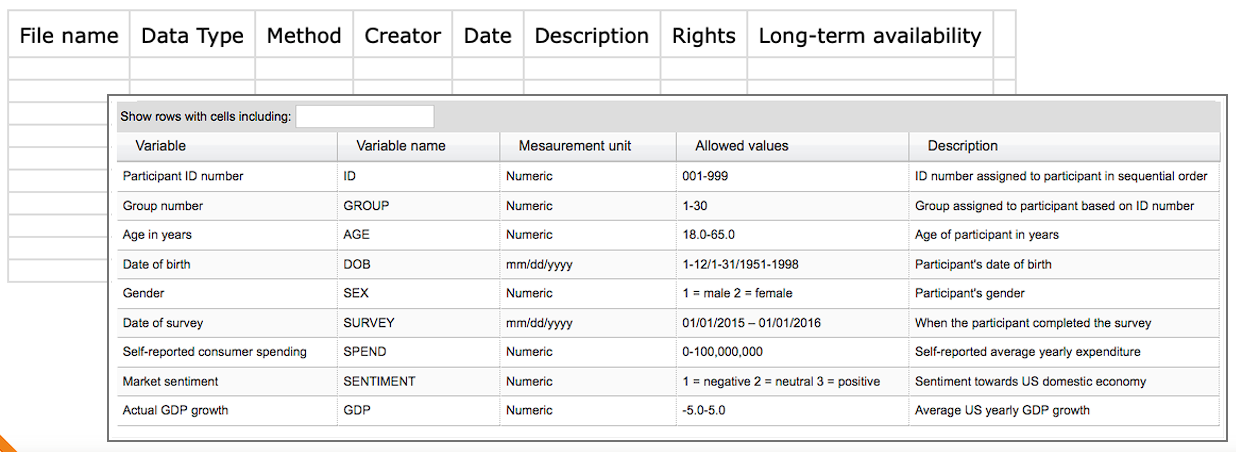 File name Data Type Method Creator Date Description Rights Long-term availability
Show rows with cells including:
Variable Variable name Mesaurement unit Allowed values Description
Participant ID number ID Numeric 001-999 ID number assigned to participant in sequential order
Group number GROUP Numeric 1-30 Group assigned to participant based on ID number
Age in years AGE Numeric 18.0-65.0 Age of participant in years
Date of birth DOB mm/dd/yyyy 1-12/1-31/1951-1998 Participant's date of birth
Gender SEX Numeric 1 = male 2 = female Participant's gender
Date of survey SURVEY mm/dd/yyyy 01/01/2015 – 01/01/2016 When the participant completed the survey
Self-reported consumer spending SPEND Numeric 0-100,000,000 Self-reported average yearly expenditure
Market sentiment SENTIMENT Numeric 1 = negative 2 = neutral 3 = positive Sentiment towards US domestic economy
Actual GDP growth GDP Numeric -5.0-5.0 Average US yearly GDP growth